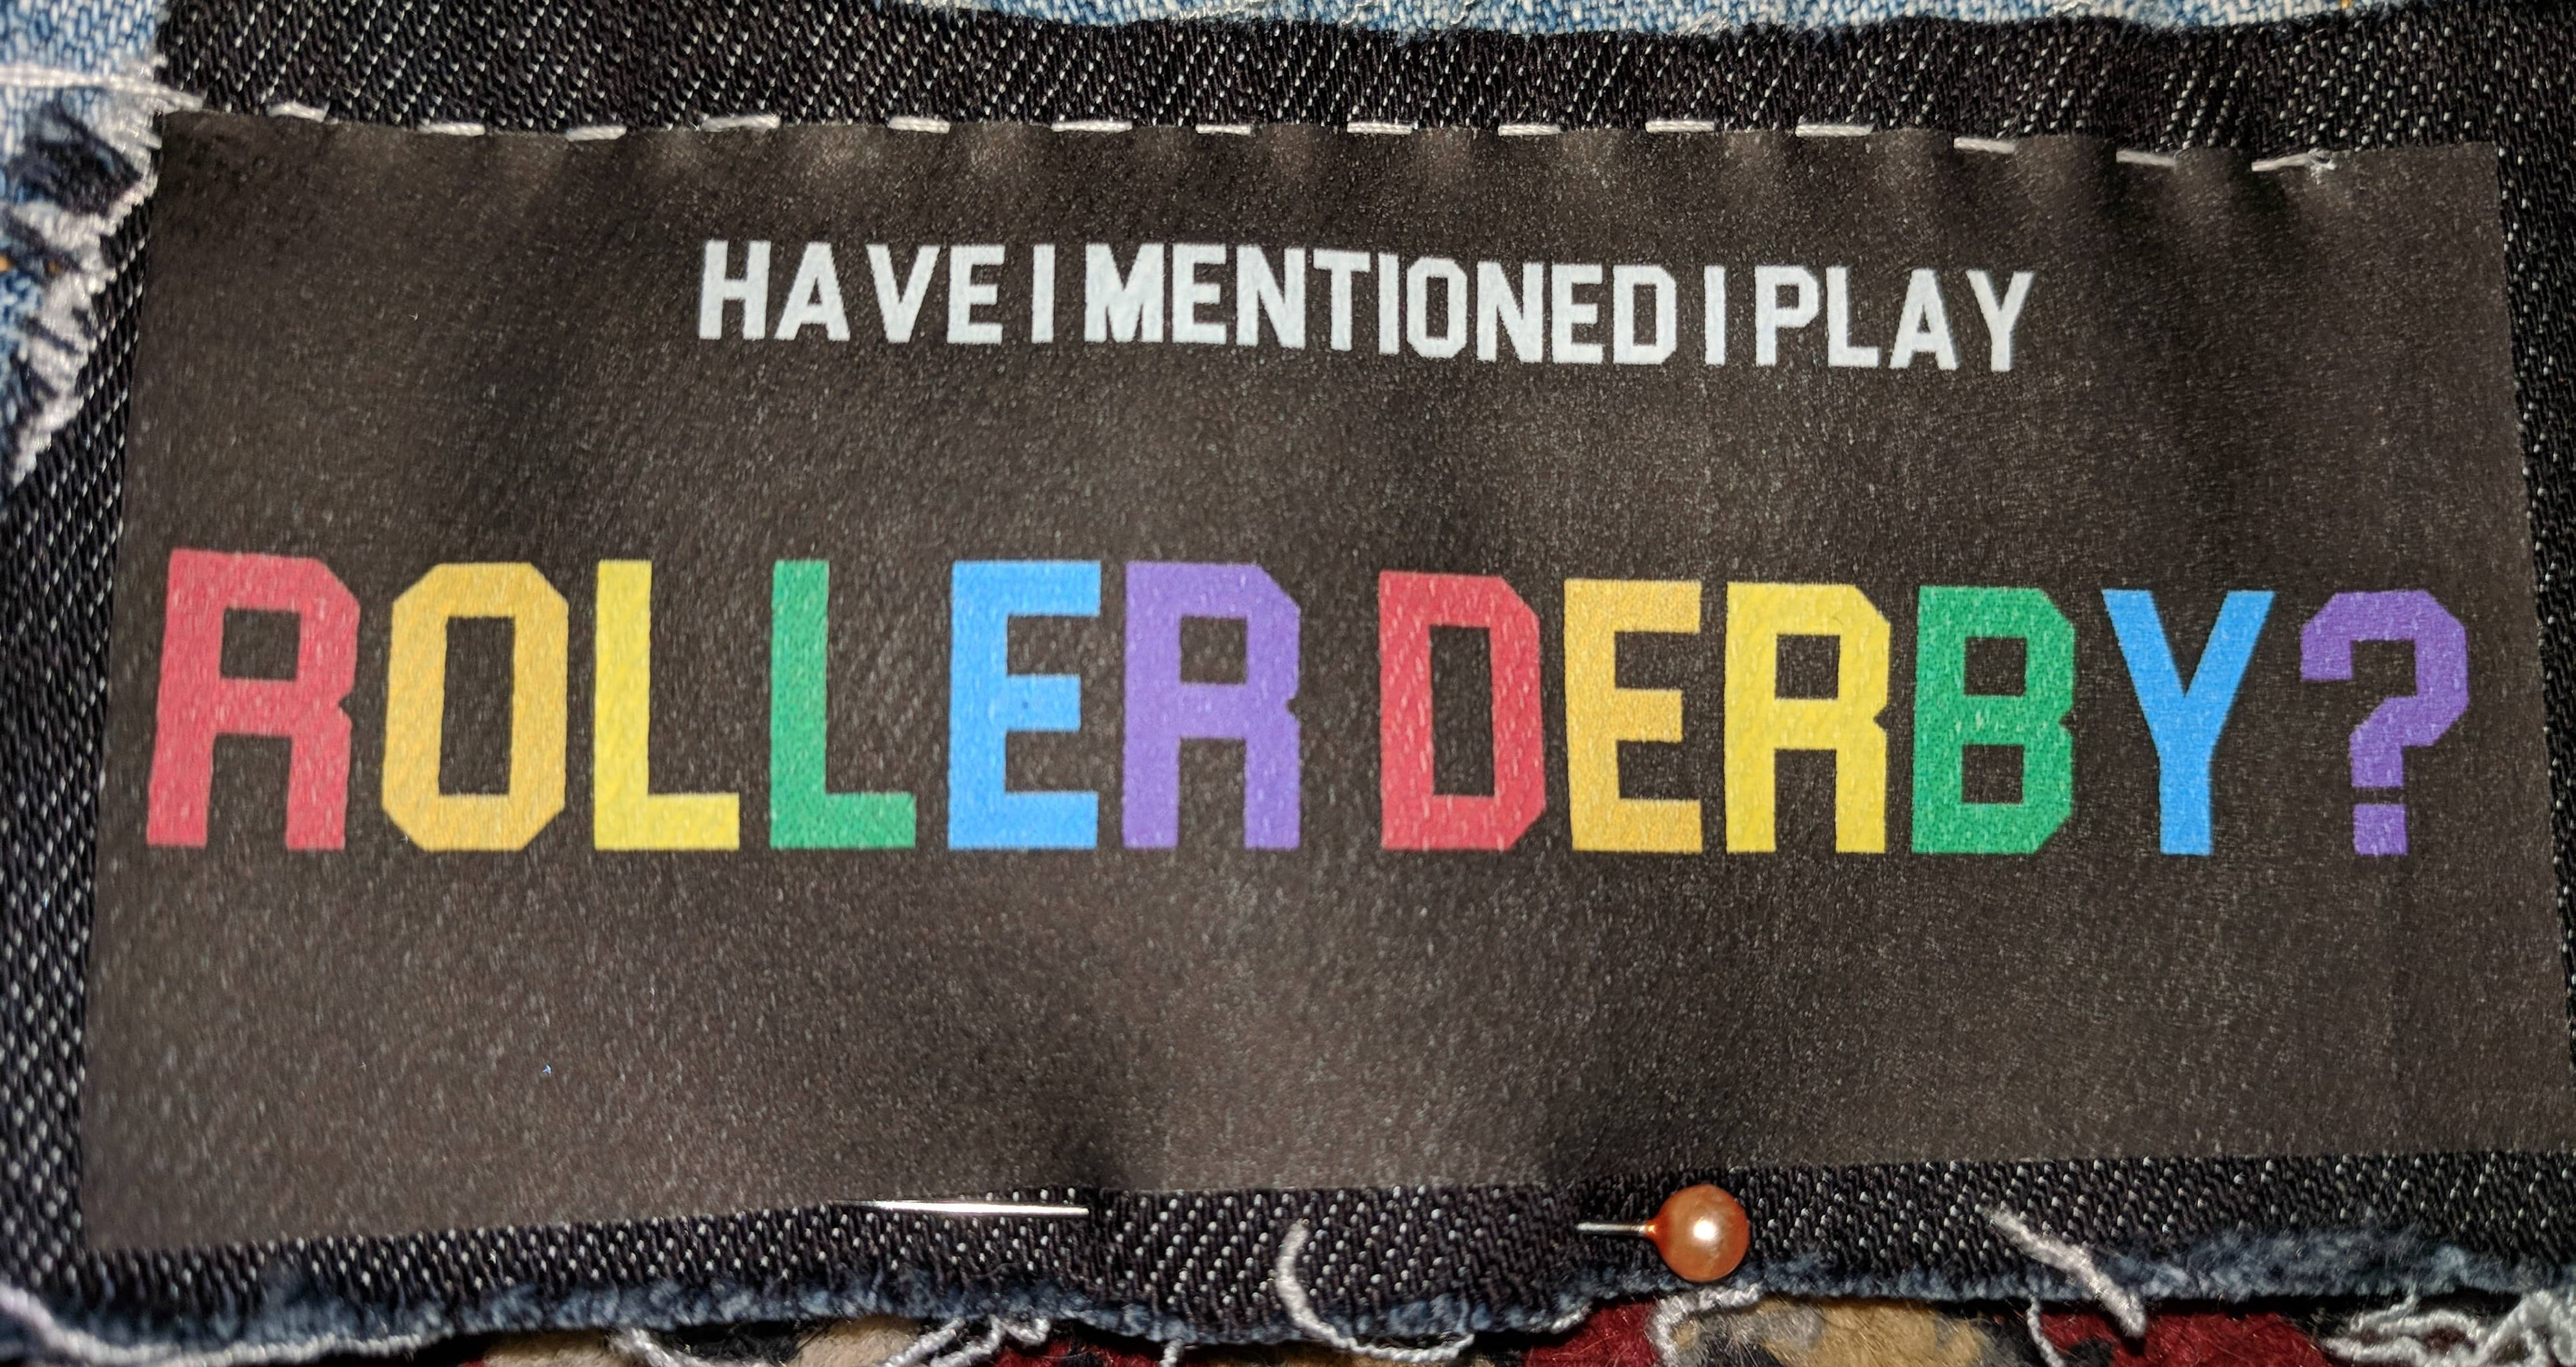 HAVE I MENTIONED I PLAY
ROLLER DERBY?